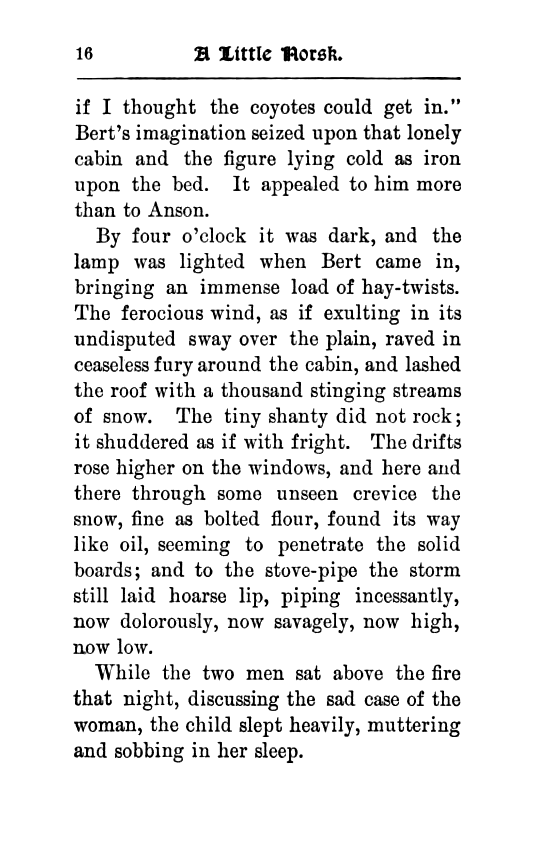 16 A Little Norsk.
if I thought the coyotes could get in."
Bert's imagination seized upon that lonely
cabin and the figure lying cold as iron
upon the bed. It appealed to him more
than to Anson.
By four o'clock it was dark, and the
lamp was lighted when Bert came in,
bringing an immense load of hay-twists.
The ferocious wind, as if exulting in its
undisputed sway over the plain, raved in
ceaseless fury around the cabin, and lashed
the roof with a thousand stinging streams
of snow. The tiny shanty did not rock;
it shuddered as if with fright. The drifts
rose higher on the windows, and here and
there through some unseen crevice the
snow, fine as bolted flour, found its way
like oil, seeming to penetrate the solid
boards; and to the stove-pipe the storm
still laid hoarse lip, piping incessantly,
now dolorously, now savagely, now high,
now low.
While the two men sat above the fire
that night, discussing the sad case of the
woman, the child slept heavily, muttering
and sobbing in her sleep.